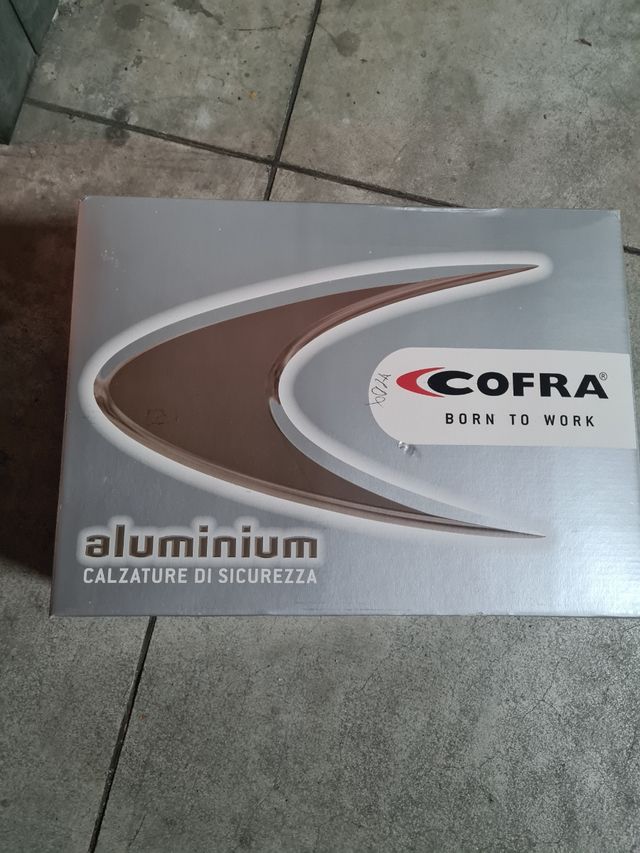 COFRA®
BORN TO WORK
aluminium
CALZATURE DI SICUREZZA